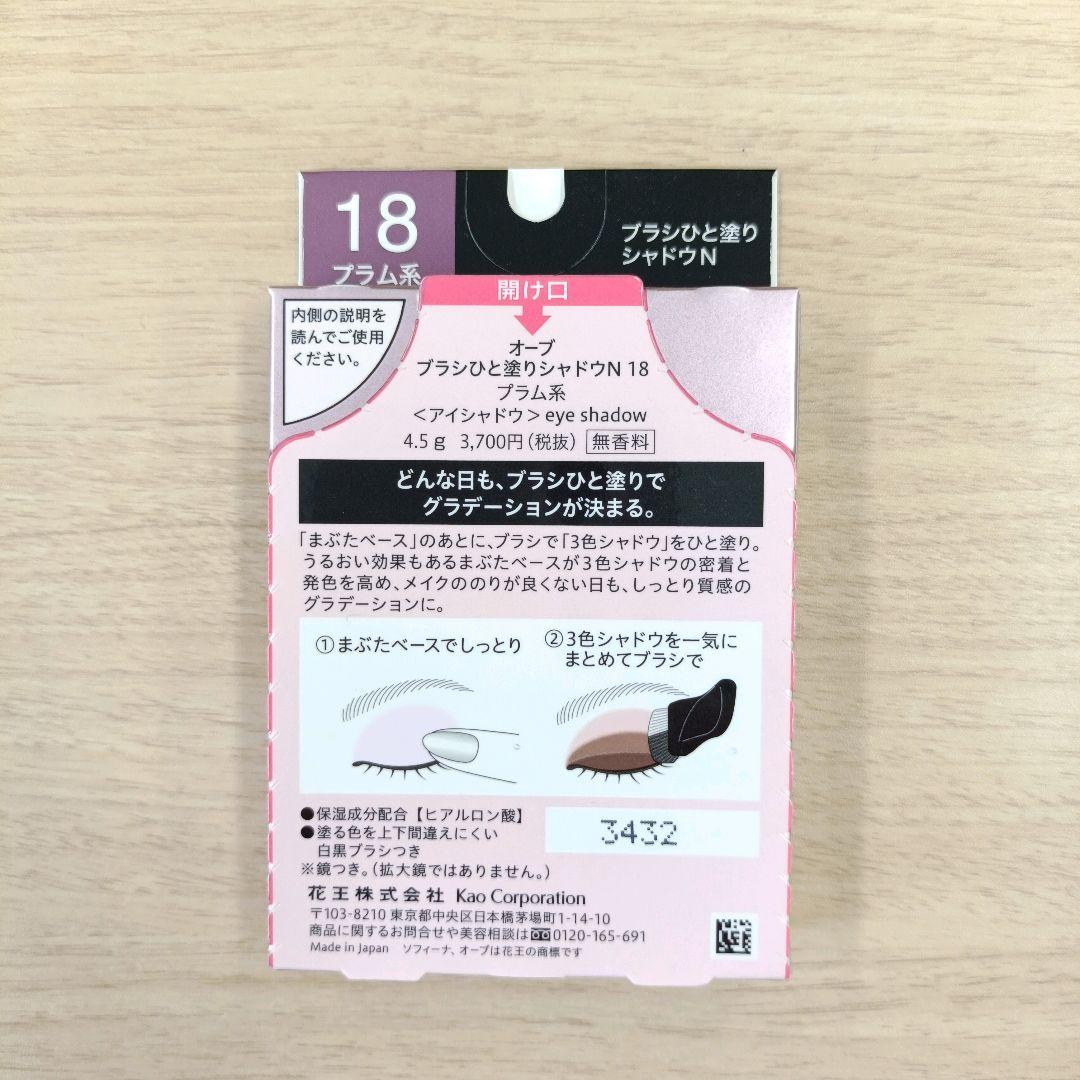 18
プラム系
ブラシひと塗り
シャドウN
開け口
内側の説明を
読んでご使用
ください。
オーブ
ブラシひと塗りシャドウN 18
プラム系
＜アイシャドウ＞eye shadow
4.5g 3,700円（税抜） 無香料
どんな日も、ブラシひと塗りで
グラデーションが決まる。
「まぶたベース」のあとに、ブラシで「3色シャドウ」をひと塗り。
うるおい効果もあるまぶたベースが3色シャドウの密着と
発色を高め、メイクののりが良くない日も、しっとり質感の
グラデーションに。
①まぶたベースでしっとり
②3色シャドウを一気に
まとめてブラシで
●保湿成分配合【ヒアルロン酸】
●塗る色を上下間違えにくい
白黒ブラシつき
※鏡つき。（拡大鏡ではありません。）
3432
花王株式会社 Kao Corporation
〒103-8210 東京都中央区日本橋茅場町1-14-10
商品に関するお問合せや美容相談は0120-165-691
Made in Japan ソフィーナ、オーブは花王の商標です